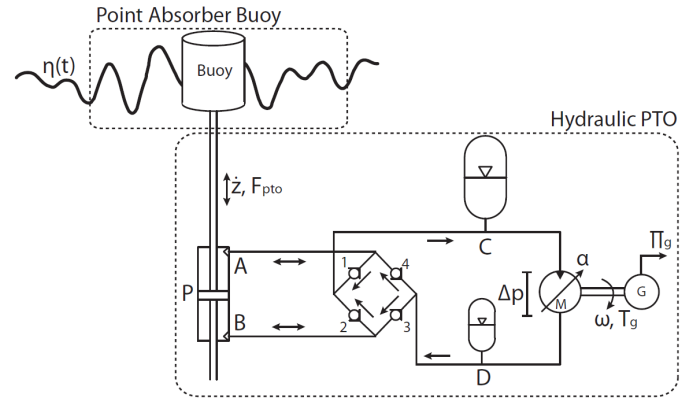 Point Absorber Buoy
η(t)
Buoy
Hydraulic PTO
ż, Fpto
Πg
A
1
4
C
α
P
Δp
M
G
B
2
3
ω, Tg
D